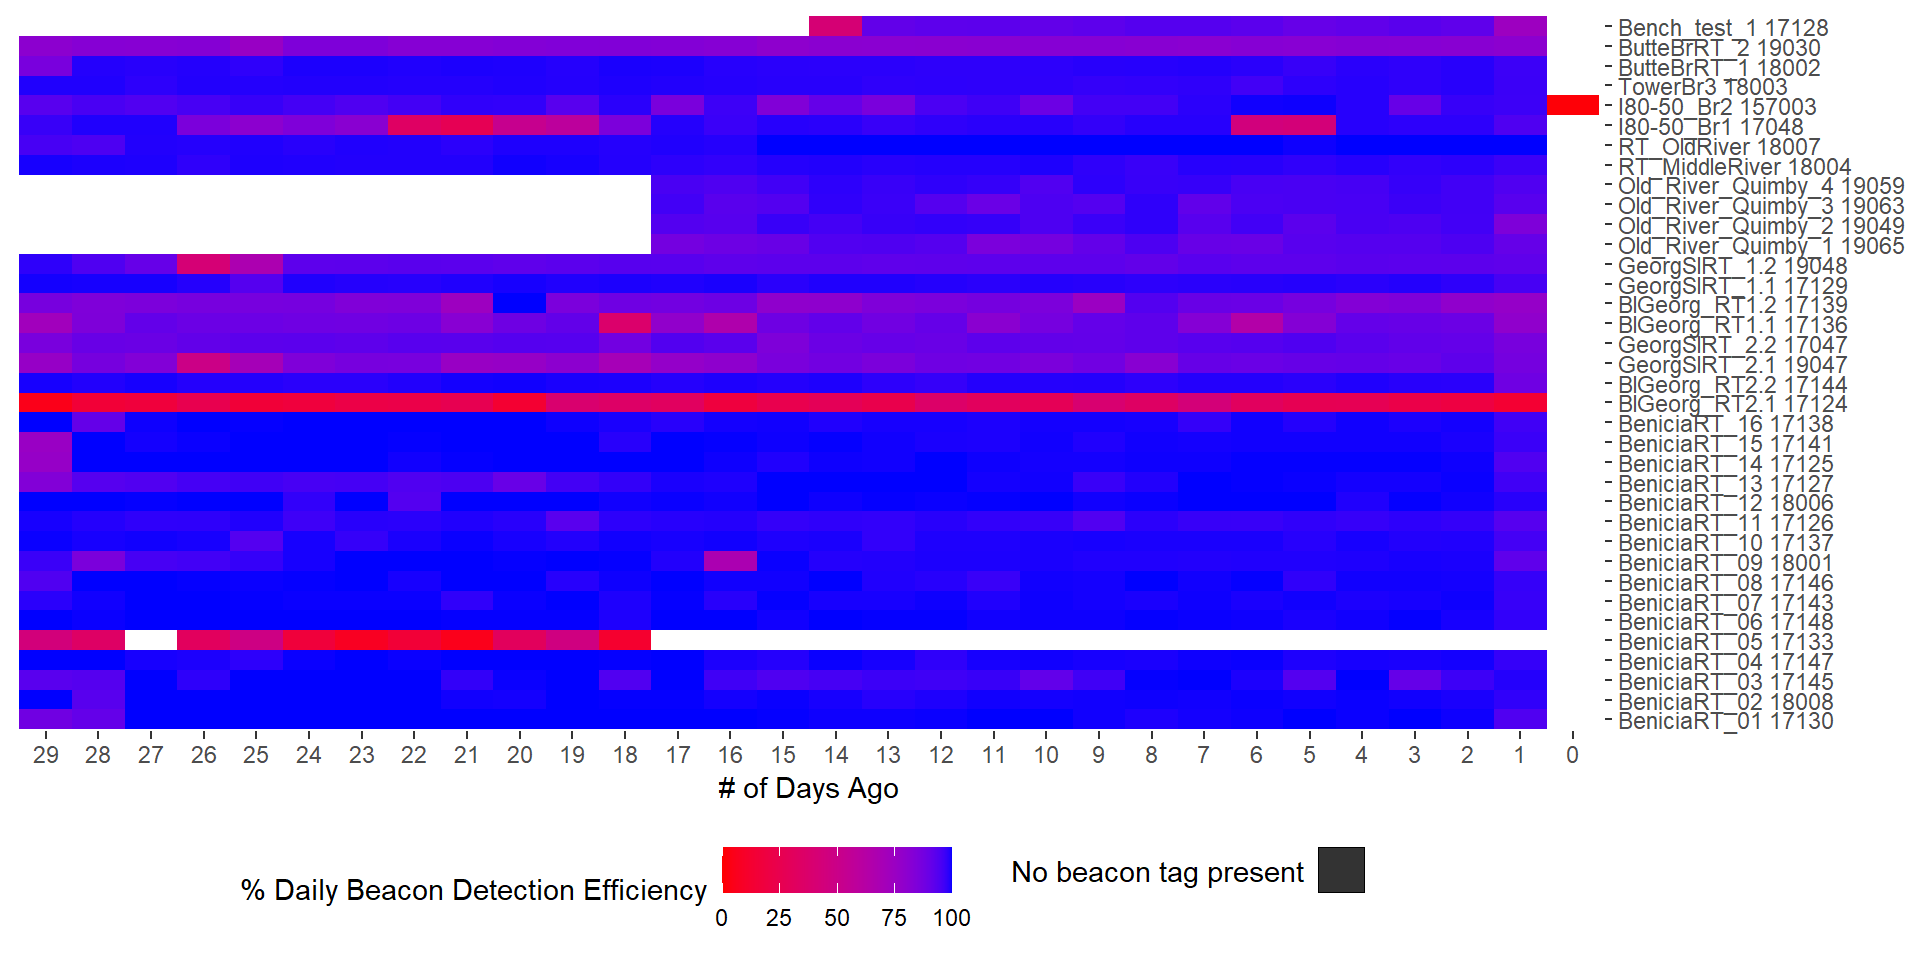 Bench_test_1 17128
ButteBrRT_2 19030
ButteBrRT_1 18002
TowerBr3 18003
I80-50_Br2 157003
I80-50_Br1 17048
RT_OldRiver 18007
RT_MiddleRiver 18004
Old_River_Quimby_4 19059
Old_River_Quimby_3 19063
Old_River_Quimby_2 19049
Old_River_Quimby_1 19065
GeorgSlRT_1.2 19048
GeorgSlRT_1.1 17129
BlGeorg_RT1.2 17139
BlGeorg_RT1.1 17136
GeorgSlRT_2.2 17047
GeorgSlRT_2.1 19047
BlGeorg_RT2.2 17144
BlGeorg_RT2.1 17124
BeniciaRT_16 17138
BeniciaRT_15 17141
BeniciaRT_14 17125
BeniciaRT_13 17127
BeniciaRT_12 18006
BeniciaRT_11 17126
BeniciaRT_10 17137
BeniciaRT_09 18001
BeniciaRT_08 17146
BeniciaRT_07 17143
BeniciaRT_06 17148
BeniciaRT_05 17133
BeniciaRT_04 17147
BeniciaRT_03 17145
BeniciaRT_02 18008
BeniciaRT_01 17130
29 28 27 26 25 24 23 22 21 20 19 18 17 16 15 14 13 12 11 10 9 8 7 6 5 4 3 2 1 0
# of Days Ago
% Daily Beacon Detection Efficiency
0 25 50 75 100
No beacon tag present